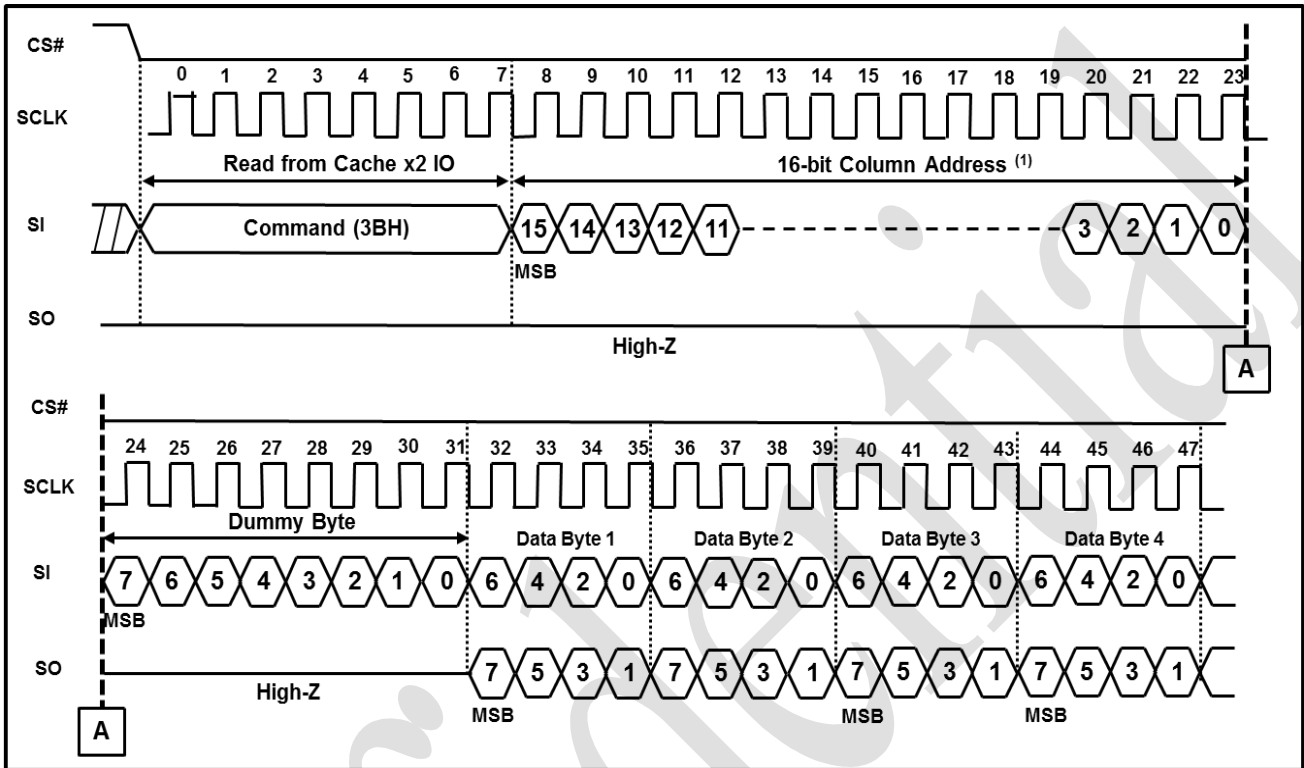 CS#
0 1 2 3 4 5 6 7 8 9 10 11 12 13 14 15 16 17 18 19 20 21 22 23
SCLK
Read from Cache x2 IO
16-bit Column Address (1)
SI
Command (3BH)
15 14 13 12 11
3 2 1 0
MSB
SO
High-Z
A
CS#
24 25 26 27 28 29 30 31 32 33 34 35 36 37 38 39 40 41 42 43 44 45 46 47
SCLK
Dummy Byte
Data Byte 1
Data Byte 2
Data Byte 3
Data Byte 4
SI
7 6 5 4 3 2 1 0 6 4 2 0 6 4 2 0 6 4 2 0 6 4 2 0
MSB
SO
7 5 3 1 7 5 3 1 7 5 3 1 7 5 3 1
High-Z
MSB
MSB
MSB
A